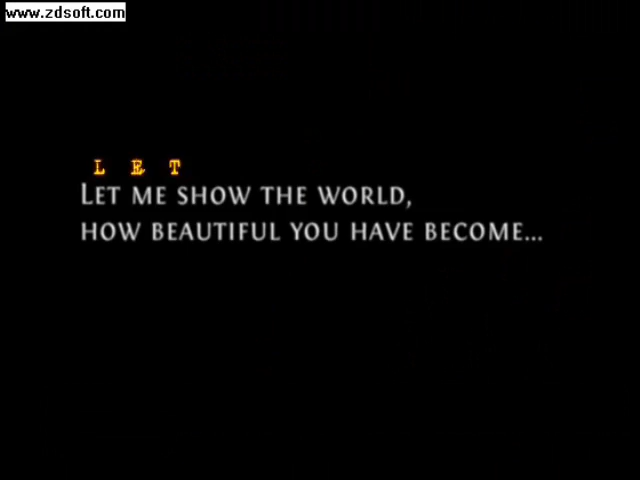 www.zdsoft.com
L E T
LET ME SHOW THE WORLD,
HOW BEAUTIFUL YOU HAVE BECOME...